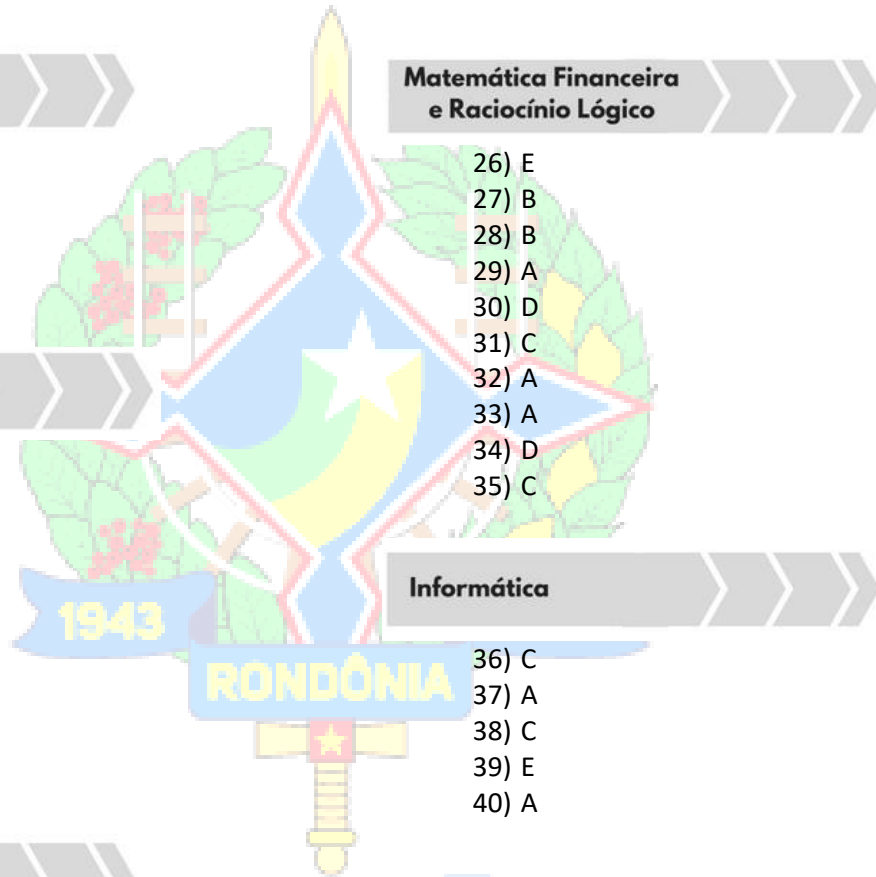 Matemática Financeira
e Raciocínio Lógico
26) E
27) B
28) B
29) A
30) D
31) C
32) A
33) A
34) D
35) C
Informática
1943
RONDÔNIA
36) C
37) A
38) C
39) E
40) A